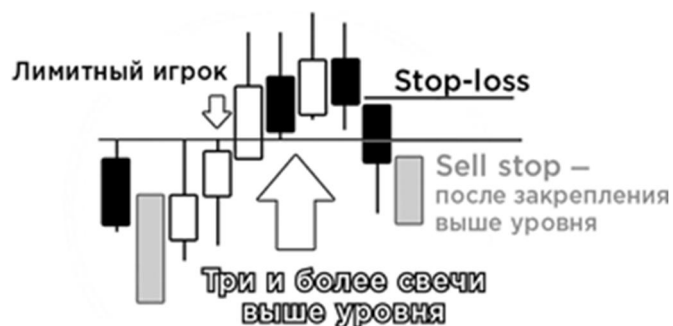 Лимитный игрок
Stop-loss
Sell stop —
после закрепления
выше уровня
Три и более свечи
выше уровня